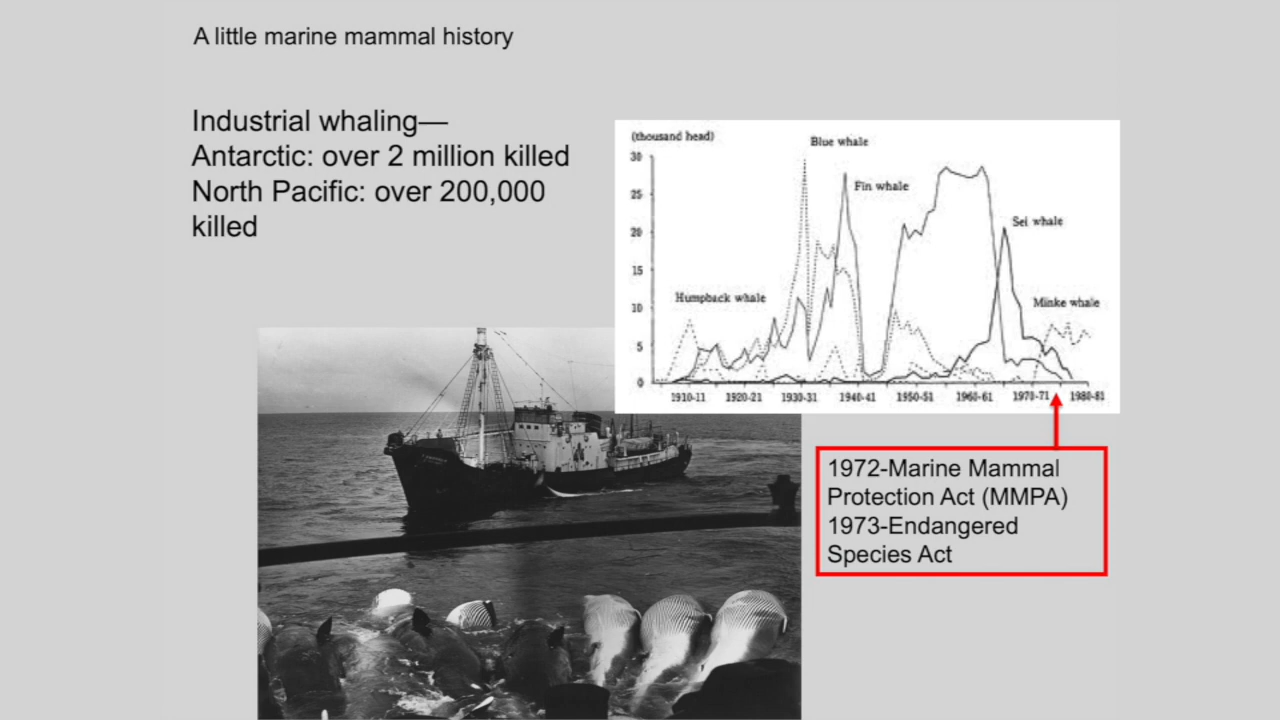 A little marine mammal history
Industrial whaling—
Antarctic: over 2 million killed
North Pacific: over 200,000
killed
(thousand head)
30
25
20
15
10
5
0
Blue whale
Fin whale
Sei whale
Humpback whale
Minke whale
1910-11 1920-21 1930-31 1940-41 1950-51 1960-61 1970-71 1980-81
1972-Marine Mammal
Protection Act (MMPA)
1973-Endangered
Species Act